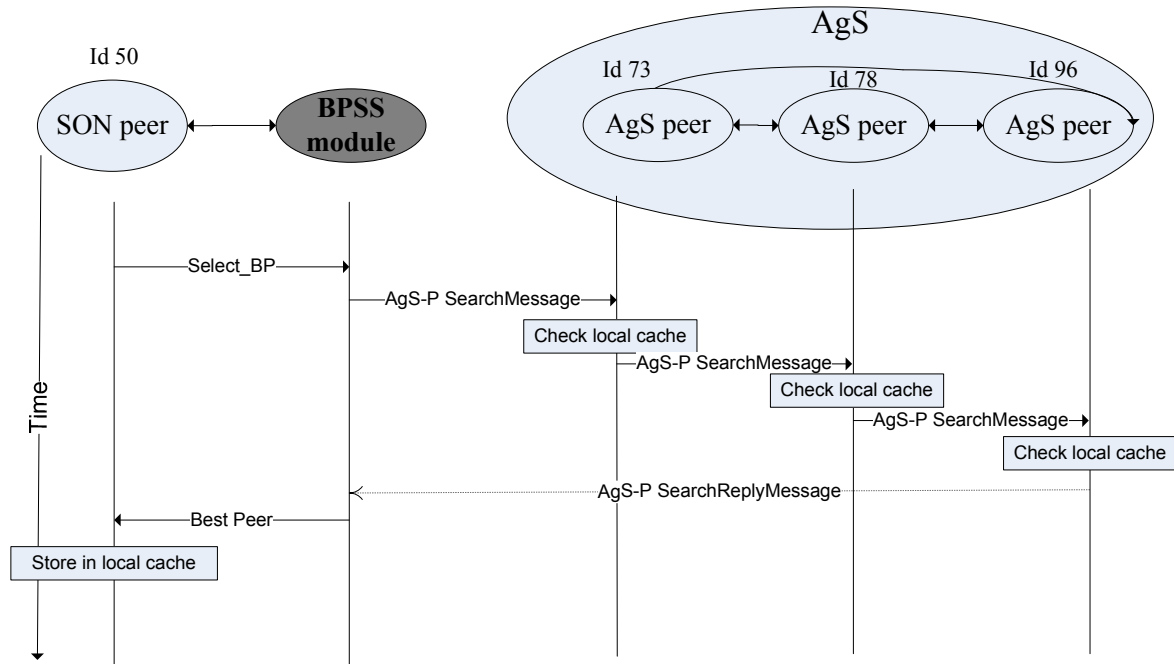 AgS
Id 50
Id 73
Id 78
Id 96
SON peer
BPSS
module
AgS peer
AgS peer
AgS peer
Select_BP
AgS-P SearchMessage
Check local cache
AgS-P SearchMessage
Check local cache
AgS-P SearchMessage
Check local cache
AgS-P SearchReplyMessage
Best Peer
Store in local cache
Time